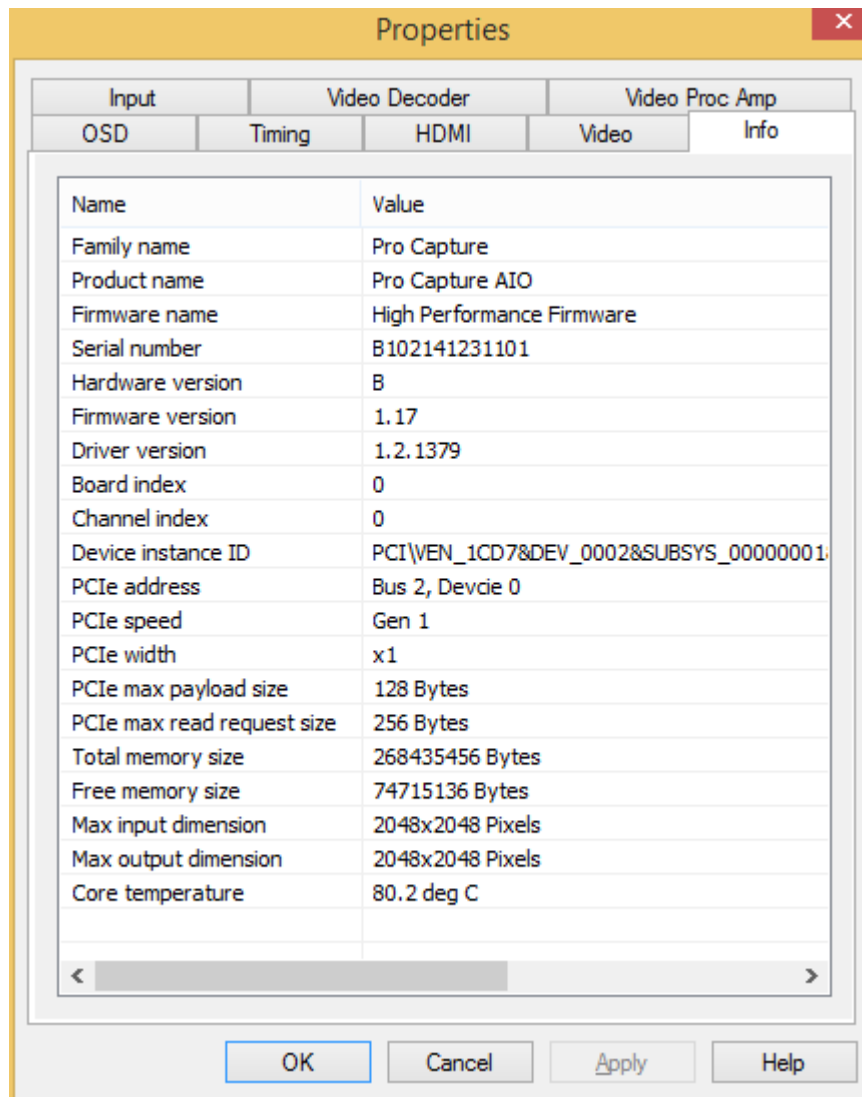 Properties
Input Video Decoder Video Proc Amp
OSD Timing HDMI Video Info
Name Value
Family name Pro Capture
Product name Pro Capture AIO
Firmware name High Performance Firmware
Serial number B102141231101
Hardware version B
Firmware version 1.17
Driver version 1.2.1379
Board index 0
Channel index 0
Device instance ID PCI\VEN_1CD7&DEV_0002&SUBSYS_00000001&
PCIe address Bus 2, Devcie 0
PCIe speed Gen 1
PCIe width x1
PCIe max payload size 128 Bytes
PCIe max read request size 256 Bytes
Total memory size 268435456 Bytes
Free memory size 74715136 Bytes
Max input dimension 2048x2048 Pixels
Max output dimension 2048x2048 Pixels
Core temperature 80.2 deg C
OK Cancel Apply Help